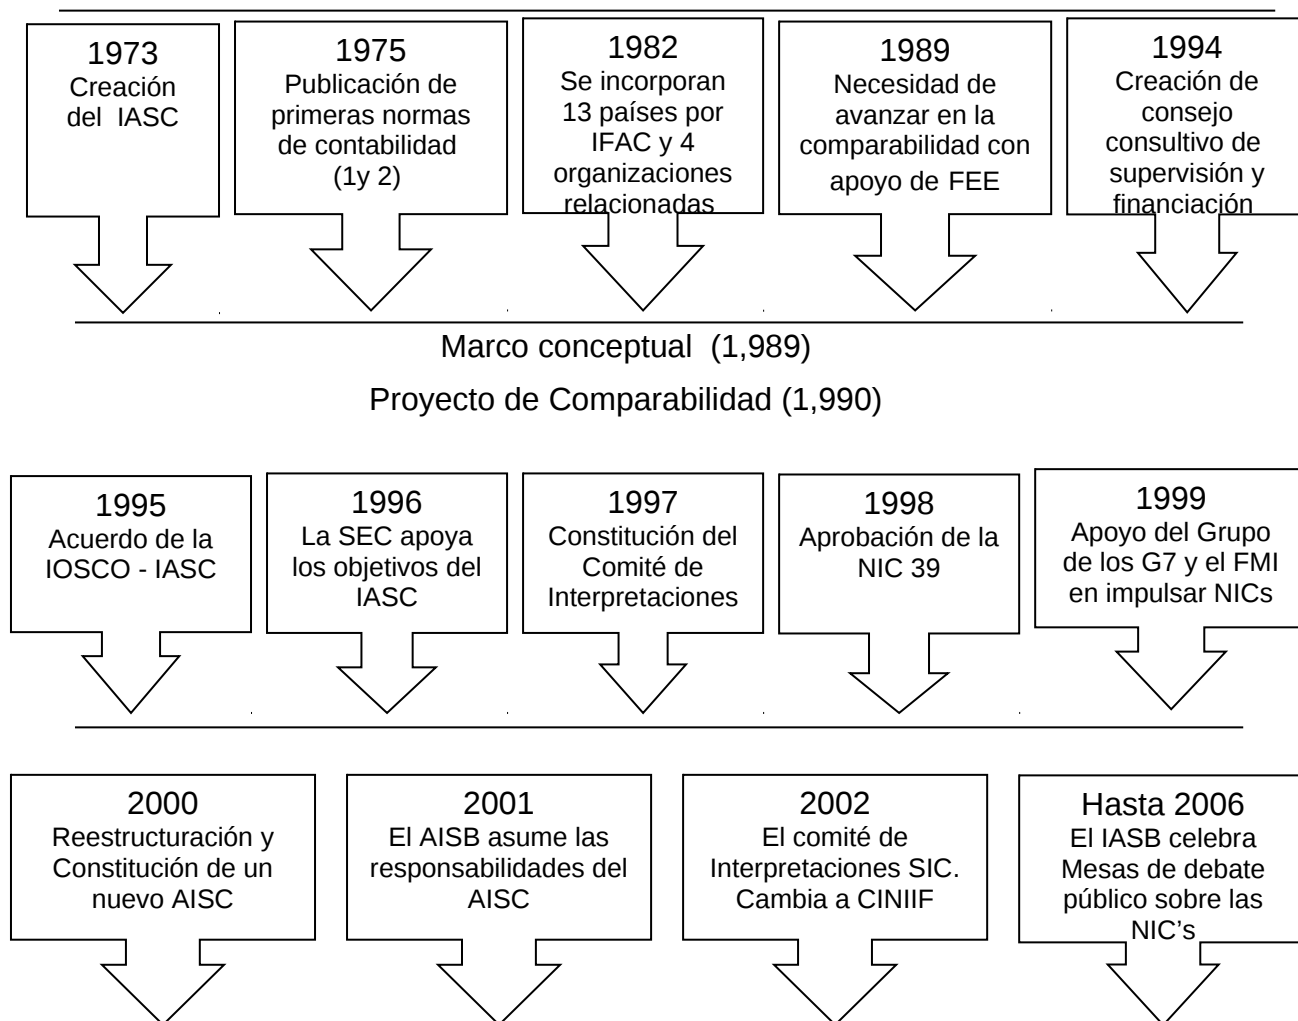 1973
Creación
del IASC
1975
Publicación de
primeras normas
de contabilidad
(1y 2)
1982
Se incorporan
13 países por
IFAC y 4
organizaciones
relacionadas
1989
Necesidad de
avanzar en la
comparabilidad con
apoyo de FEE
1994
Creación de
consejo
consultivo de
supervisión y
financiación
Marco conceptual (1,989)
Proyecto de Comparabilidad (1,990)
1995
Acuerdo de la
IOSCO - IASC
1996
La SEC apoya
los objetivos del
IASC
1997
Constitución del
Comité de
Interpretaciones
1998
Aprobación de la
NIC 39
1999
Apoyo del Grupo
de los G7 y el FMI
en impulsar NICs
2000
Reestructuración y
Constitución de un
nuevo AISC
2001
El AISB asume las
responsabilidades del
AISC
2002
El comité de
Interpretaciones SIC.
Cambia a CINIIF
Hasta 2006
El IASB celebra
Mesas de debate
público sobre las
NIC’s